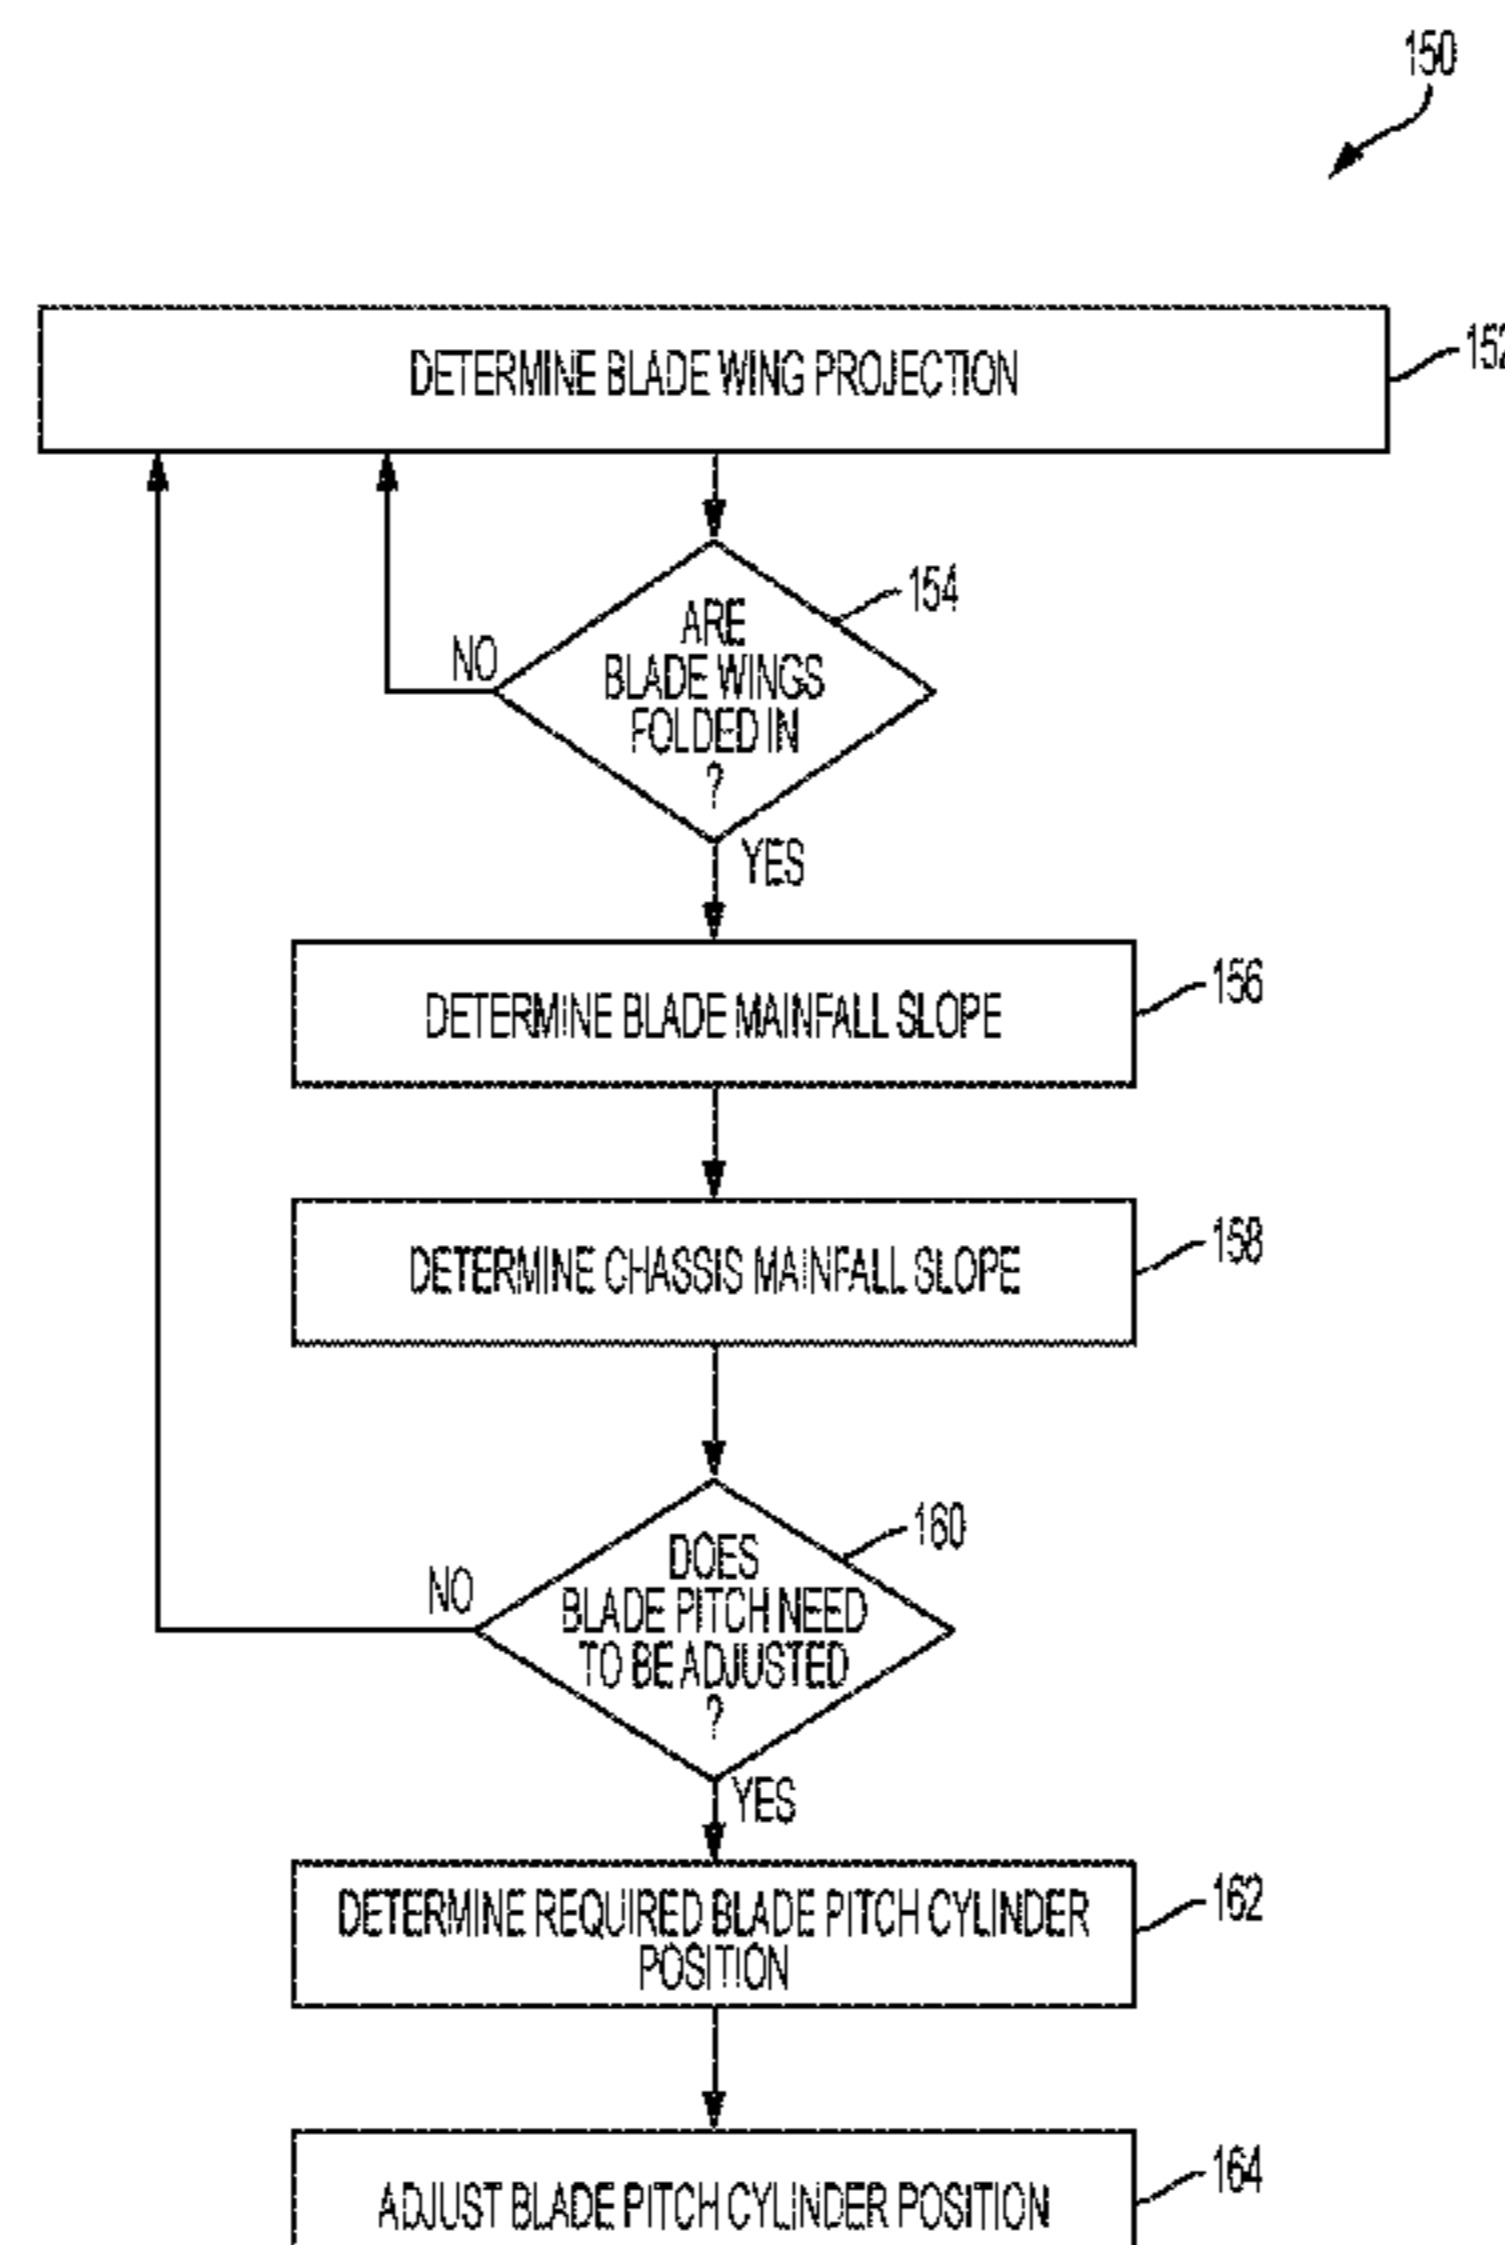 150
DETERMINE BLADE WING PROJECTION
152
154
ARE
BLADE WINGS
FOLDED IN
?
NO
YES
DETERMINE BLADE MAINFALL SLOPE
156
DETERMINE CHASSIS MAINFALL SLOPE
158
160
DOES
BLADE PITCH NEED
TO BE ADJUSTED
?
NO
YES
DETERMINE REQUIRED BLADE PITCH CYLINDER
POSITION
162
ADJUST BLADE PITCH CYLINDER POSITION
164